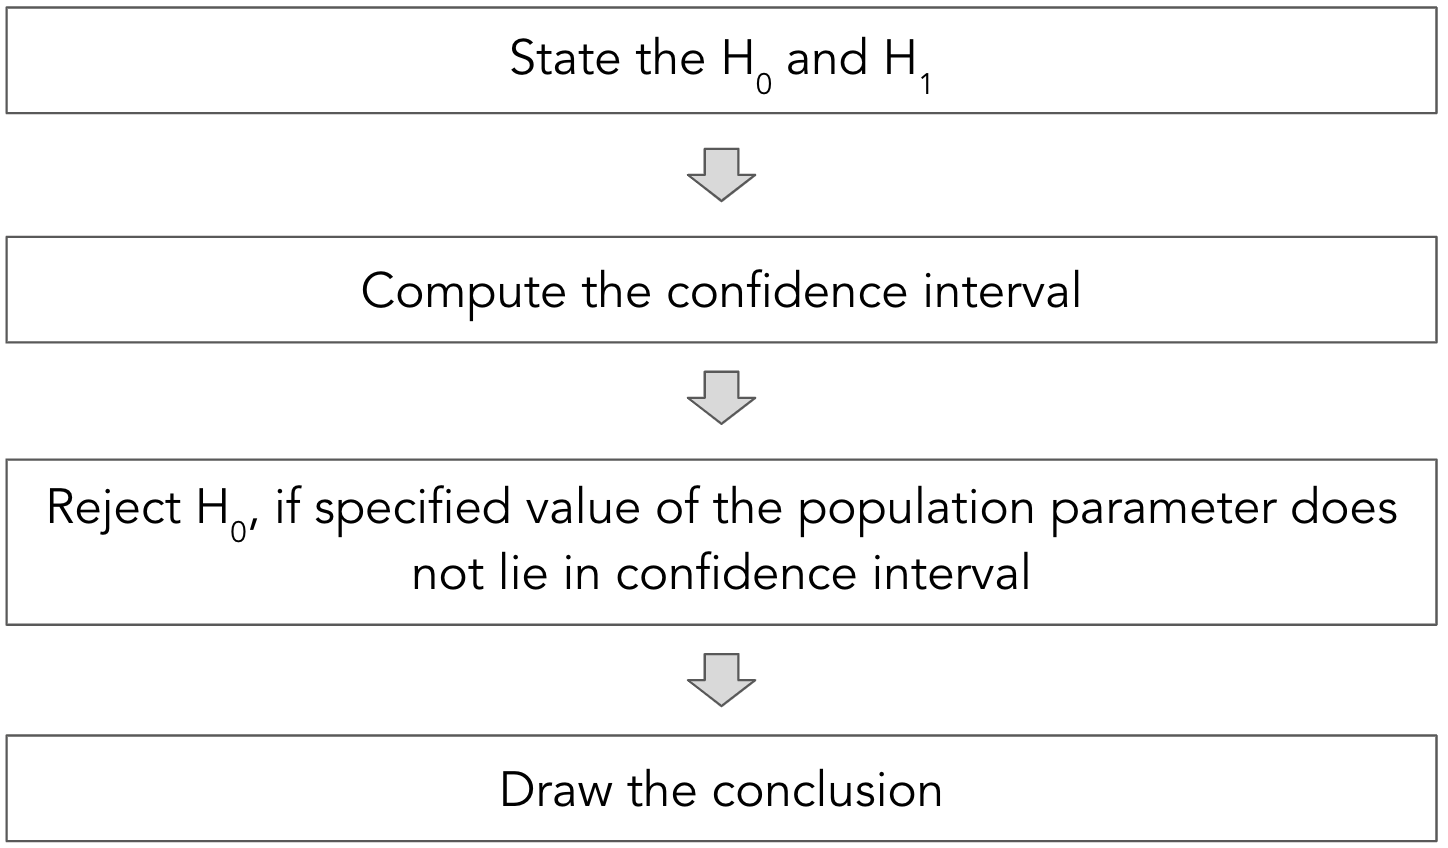 State the H₀ and H₁
Compute the confidence interval
Reject H₀, if specified value of the population parameter does
not lie in confidence interval
Draw the conclusion